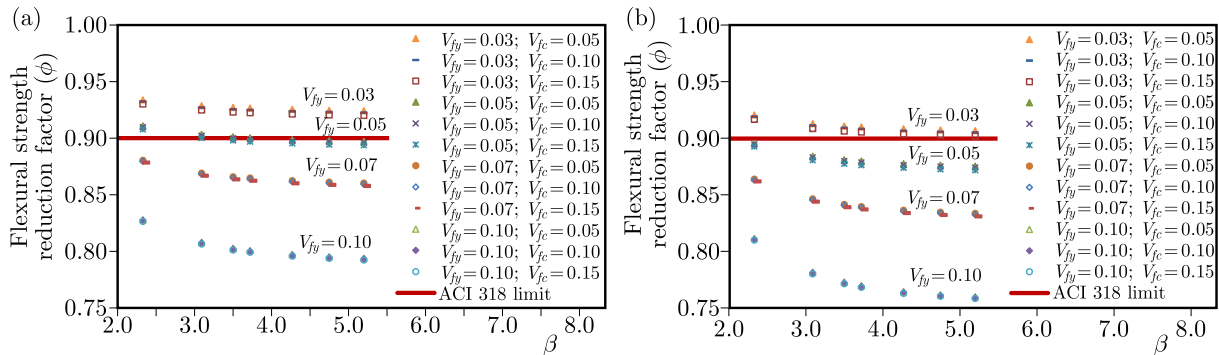 (a)
Flexural strength
reduction factor (ϕ)
1.00
0.95
0.90
0.85
0.80
0.75
2.0
3.0
4.0
5.0
6.0
7.0
8.0
β
V_fy = 0.03
V_fy = 0.05
V_fy = 0.07
V_fy = 0.10
V_fy = 0.03; V_fc = 0.05
V_fy = 0.03; V_fc = 0.10
V_fy = 0.03; V_fc = 0.15
V_fy = 0.05; V_fc = 0.05
V_fy = 0.05; V_fc = 0.10
V_fy = 0.05; V_fc = 0.15
V_fy = 0.07; V_fc = 0.05
V_fy = 0.07; V_fc = 0.10
V_fy = 0.07; V_fc = 0.15
V_fy = 0.10; V_fc = 0.05
V_fy = 0.10; V_fc = 0.10
V_fy = 0.10; V_fc = 0.15
ACI 318 limit
(b)
Flexural strength
reduction factor (ϕ)
1.00
0.95
0.90
0.85
0.80
0.75
2.0
3.0
4.0
5.0
6.0
7.0
8.0
β
V_fy = 0.03
V_fy = 0.05
V_fy = 0.07
V_fy = 0.10
V_fy = 0.03; V_fc = 0.05
V_fy = 0.03; V_fc = 0.10
V_fy = 0.03; V_fc = 0.15
V_fy = 0.05; V_fc = 0.05
V_fy = 0.05; V_fc = 0.10
V_fy = 0.05; V_fc = 0.15
V_fy = 0.07; V_fc = 0.05
V_fy = 0.07; V_fc = 0.10
V_fy = 0.07; V_fc = 0.15
V_fy = 0.10; V_fc = 0.05
V_fy = 0.10; V_fc = 0.10
V_fy = 0.10; V_fc = 0.15
ACI 318 limit